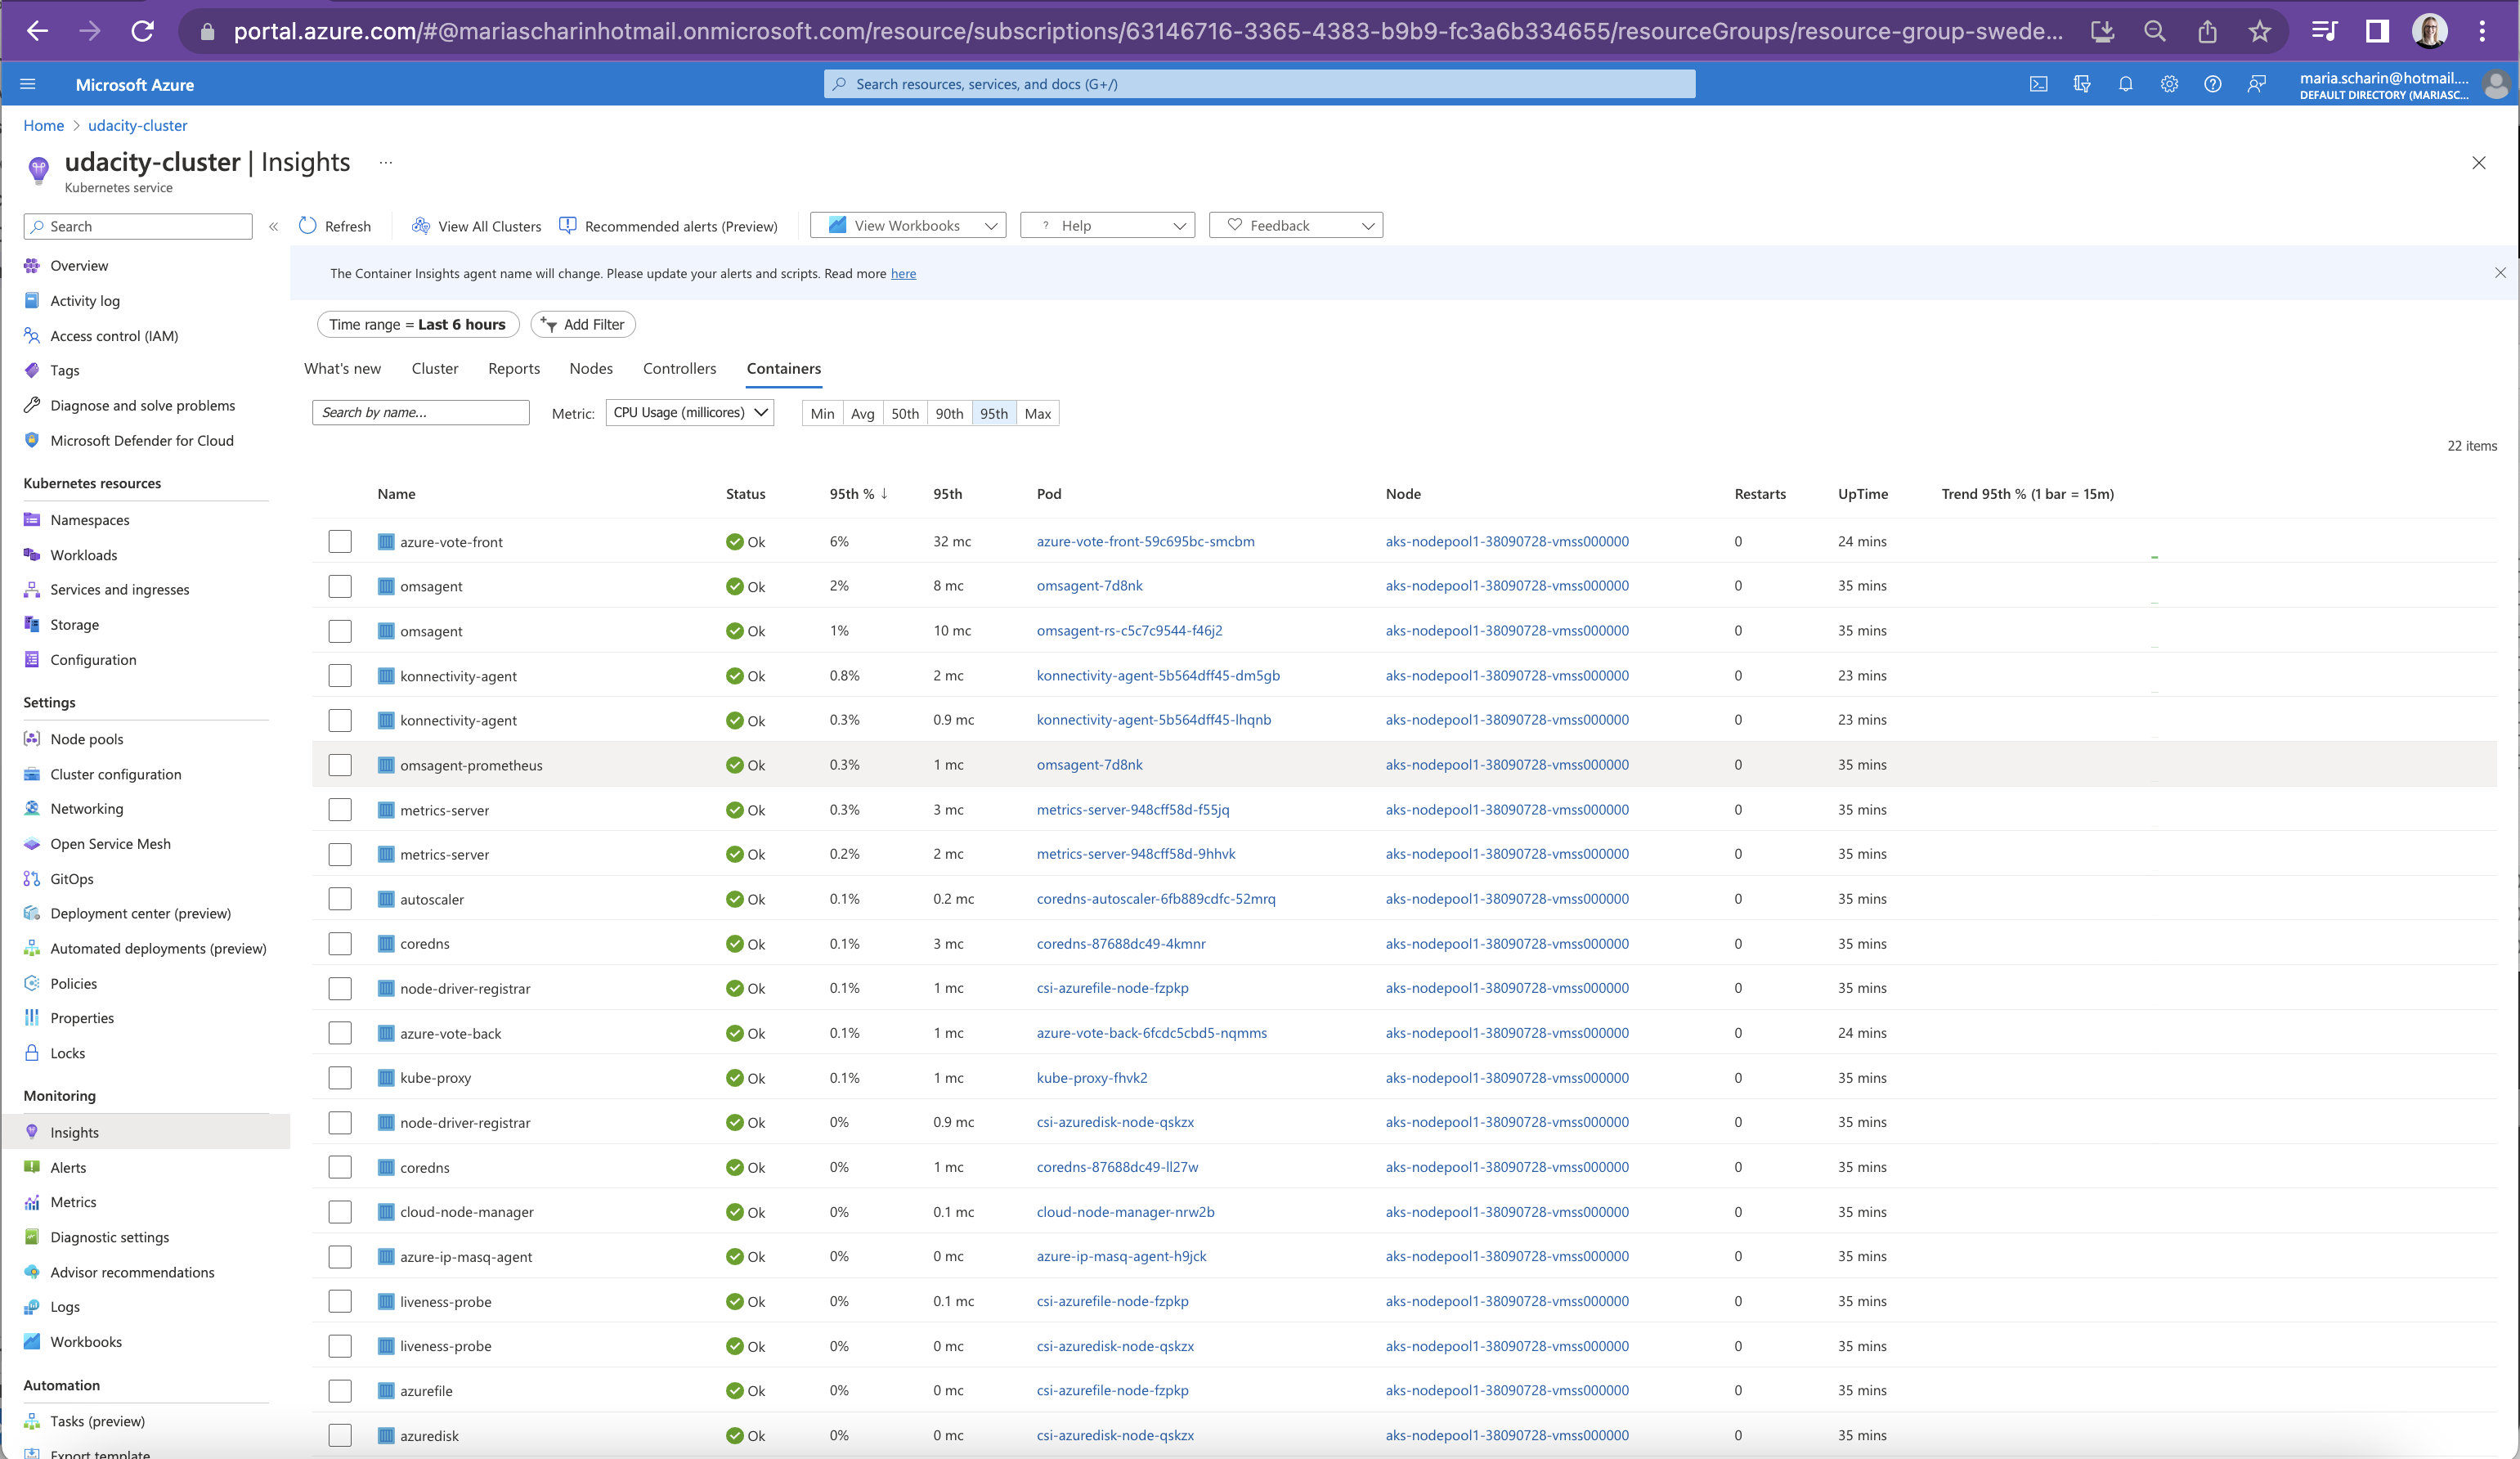 portal.azure.com/#@mariascharinhotmail.onmicrosoft.com/resource/subscriptions/63146716-3365-4383-b9b9-fc3a6b334655/resourceGroups/resource-group-swede...
Microsoft Azure
Search resources, services, and docs (G+/)
maria.scharin@hotmail....
DEFAULT DIRECTORY (MARIASC...
Home > udacity-cluster
udacity-cluster | Insights ...
Kubernetes service
Search
«
Refresh
View All Clusters
Recommended alerts (Preview)
View Workbooks
? Help
Feedback
Overview
Activity log
Access control (IAM)
Tags
Diagnose and solve problems
Microsoft Defender for Cloud
Kubernetes resources
Namespaces
Workloads
Services and ingresses
Storage
Configuration
Settings
Node pools
Cluster configuration
Networking
Open Service Mesh
GitOps
Deployment center (preview)
Automated deployments (preview)
Policies
Properties
Locks
Monitoring
Insights
Alerts
Metrics
Diagnostic settings
Advisor recommendations
Logs
Workbooks
Automation
Tasks (preview)
Export template
The Container Insights agent name will change. Please update your alerts and scripts. Read more here
Time range = Last 6 hours
Add Filter
What's new Cluster Reports Nodes Controllers Containers
Search by name... Metric: CPU Usage (millicores) Min Avg 50th 90th 95th Max
22 items
Name Status 95th % ↓ 95th Pod Node Restarts UpTime Trend 95th % (1 bar = 15m)
azure-vote-front Ok 6% 32 mc azure-vote-front-59c695bc-smcbm aks-nodepool1-38090728-vmss000000 0 24 mins
omsagent Ok 2% 8 mc omsagent-7d8nk aks-nodepool1-38090728-vmss000000 0 35 mins
omsagent Ok 1% 10 mc omsagent-rs-c5c7c9544-f46j2 aks-nodepool1-38090728-vmss000000 0 35 mins
konnectivity-agent Ok 0.8% 2 mc konnectivity-agent-5b564dff45-dm5gb aks-nodepool1-38090728-vmss000000 0 23 mins
konnectivity-agent Ok 0.3% 0.9 mc konnectivity-agent-5b564dff45-lhqnb aks-nodepool1-38090728-vmss000000 0 23 mins
omsagent-prometheus Ok 0.3% 1 mc omsagent-7d8nk aks-nodepool1-38090728-vmss000000 0 35 mins
metrics-server Ok 0.3% 3 mc metrics-server-948cff58d-f55jq aks-nodepool1-38090728-vmss000000 0 35 mins
metrics-server Ok 0.2% 2 mc metrics-server-948cff58d-9hhvk aks-nodepool1-38090728-vmss000000 0 35 mins
autoscaler Ok 0.1% 0.2 mc coredns-autoscaler-6fb889cdfc-52mrq aks-nodepool1-38090728-vmss000000 0 35 mins
coredns Ok 0.1% 3 mc coredns-87688dc49-4kmnr aks-nodepool1-38090728-vmss000000 0 35 mins
node-driver-registrar Ok 0.1% 1 mc csi-azurefile-node-fzpkp aks-nodepool1-38090728-vmss000000 0 35 mins
azure-vote-back Ok 0.1% 1 mc azure-vote-back-6fcdc5cbd5-nqmms aks-nodepool1-38090728-vmss000000 0 24 mins
kube-proxy Ok 0.1% 1 mc kube-proxy-fhvk2 aks-nodepool1-38090728-vmss000000 0 35 mins
node-driver-registrar Ok 0% 0.9 mc csi-azuredisk-node-qskzx aks-nodepool1-38090728-vmss000000 0 35 mins
coredns Ok 0% 1 mc coredns-87688dc49-ll27w aks-nodepool1-38090728-vmss000000 0 35 mins
cloud-node-manager Ok 0% 0.1 mc cloud-node-manager-nrw2b aks-nodepool1-38090728-vmss000000 0 35 mins
azure-ip-masq-agent Ok 0% 0 mc azure-ip-masq-agent-h9jck aks-nodepool1-38090728-vmss000000 0 35 mins
liveness-probe Ok 0% 0.1 mc csi-azurefile-node-fzpkp aks-nodepool1-38090728-vmss000000 0 35 mins
liveness-probe Ok 0% 0 mc csi-azuredisk-node-qskzx aks-nodepool1-38090728-vmss000000 0 35 mins
azurefile Ok 0% 0 mc csi-azurefile-node-fzpkp aks-nodepool1-38090728-vmss000000 0 35 mins
azuredisk Ok 0% 0 mc csi-azuredisk-node-qskzx aks-nodepool1-38090728-vmss000000 0 35 mins